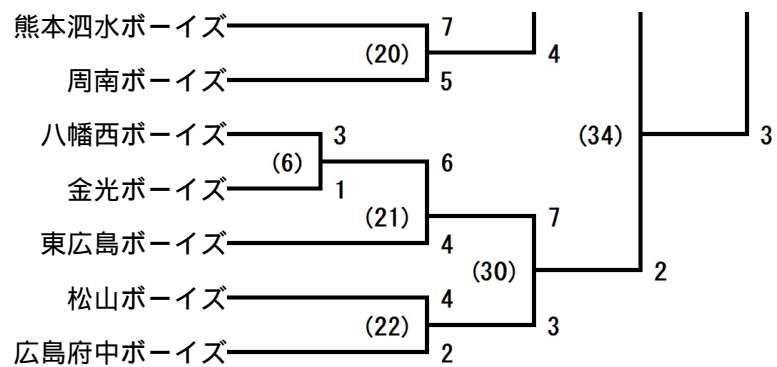 熊本泗水ボーイズ 7
(20) 4
周南ボーイズ 5
八幡西ボーイズ 3 (34) 3
(6) 6
金光ボーイズ 1
(21) 7
東広島ボーイズ 4
(30) 2
松山ボーイズ 4
(22) 3
広島府中ボーイズ 2